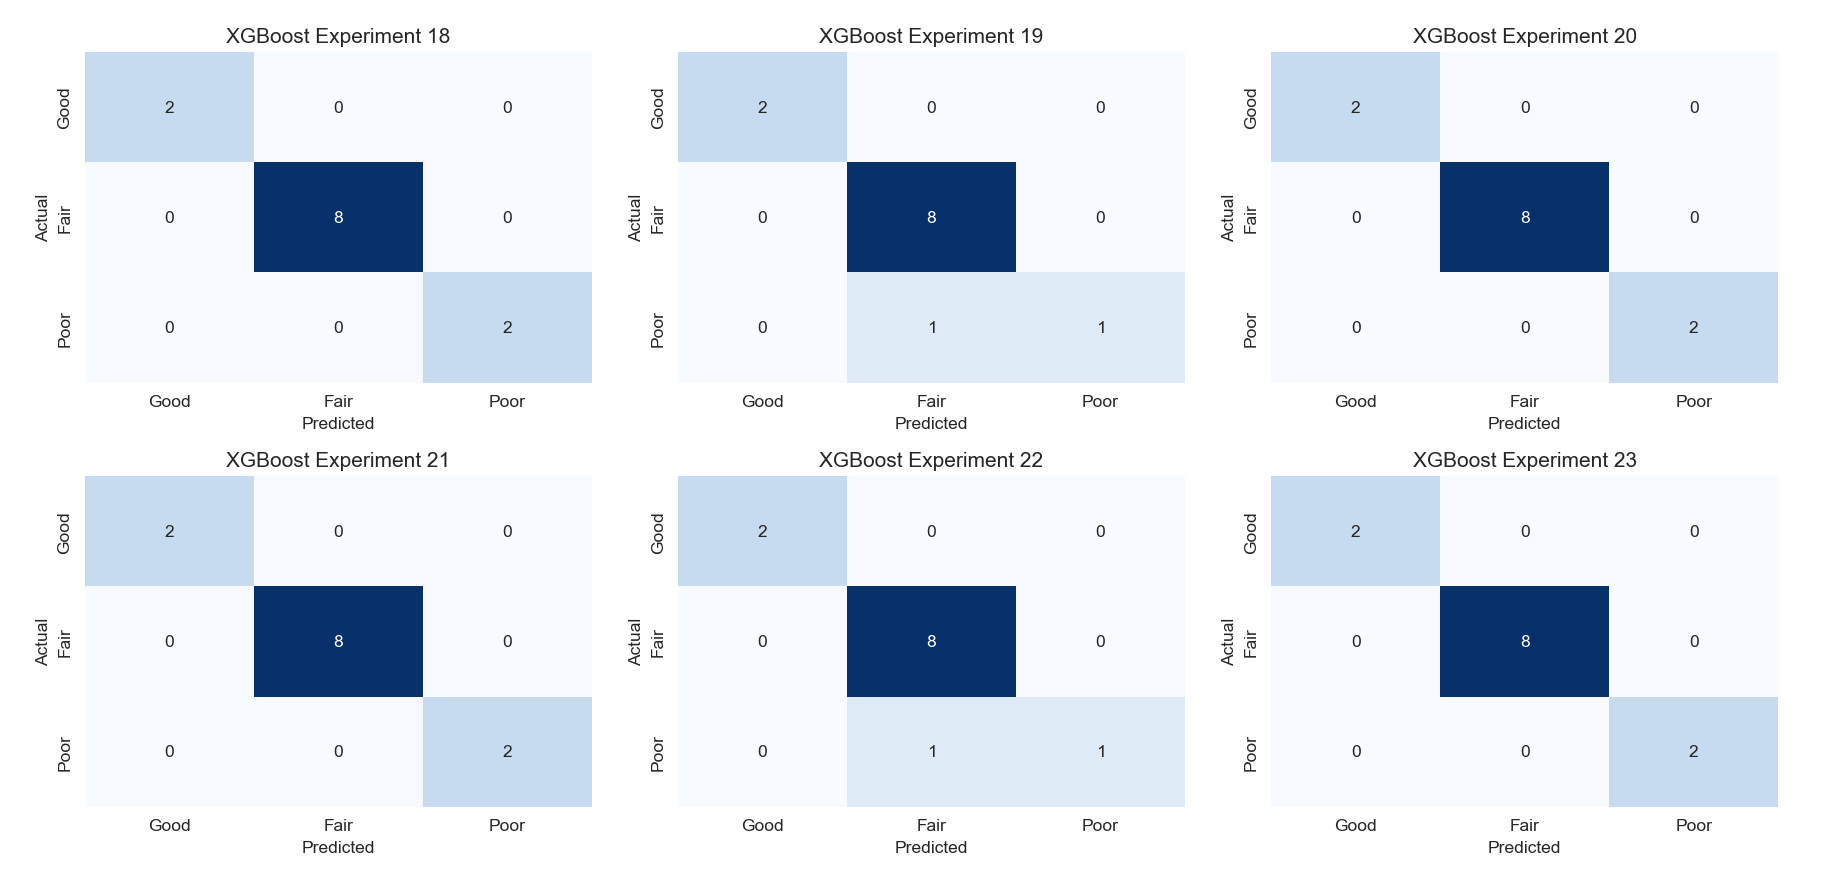 XGBoost Experiment 18
Good 2 0 0
Actual
Fair 0 8 0
Poor 0 0 2
Good Fair Poor
Predicted
XGBoost Experiment 19
Good 2 0 0
Actual
Fair 0 8 0
Poor 0 1 1
Good Fair Poor
Predicted
XGBoost Experiment 20
Good 2 0 0
Actual
Fair 0 8 0
Poor 0 0 2
Good Fair Poor
Predicted
XGBoost Experiment 21
Good 2 0 0
Actual
Fair 0 8 0
Poor 0 0 2
Good Fair Poor
Predicted
XGBoost Experiment 22
Good 2 0 0
Actual
Fair 0 8 0
Poor 0 1 1
Good Fair Poor
Predicted
XGBoost Experiment 23
Good 2 0 0
Actual
Fair 0 8 0
Poor 0 0 2
Good Fair Poor
Predicted